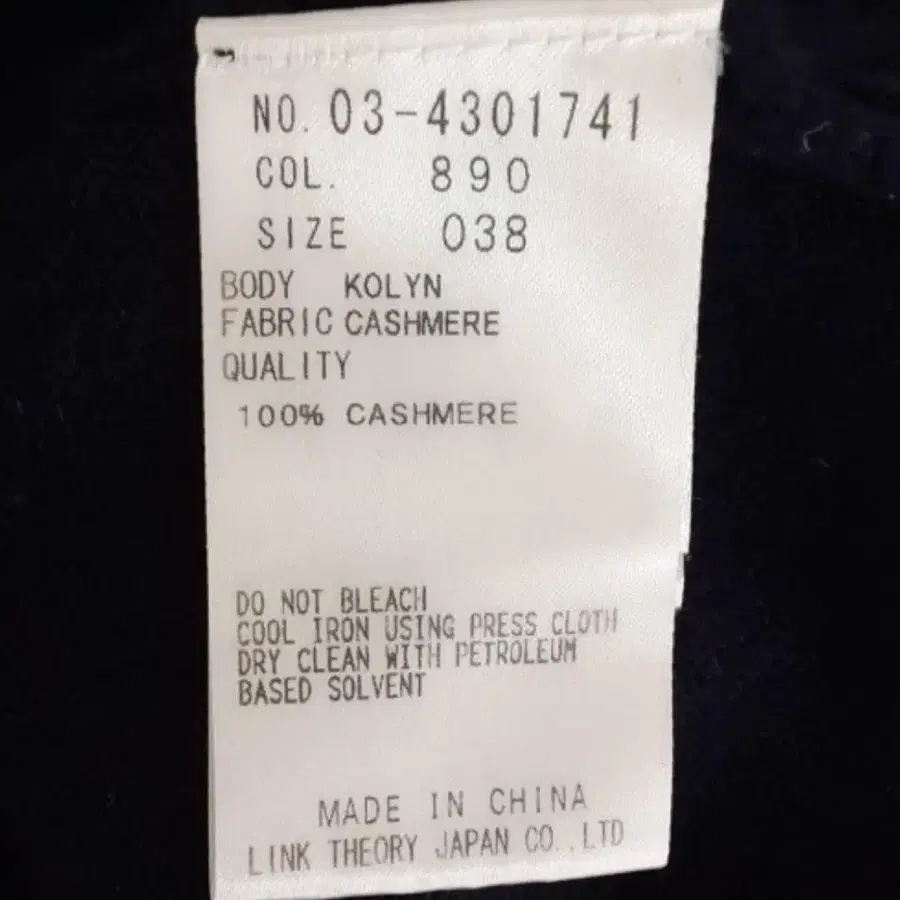 NO. 03-4301741
COL. 890
SIZE 038
BODY KOLYN
FABRIC CASHMERE
QUALITY
100% CASHMERE
DO NOT BLEACH
COOL IRON USING PRESS CLOTH
DRY CLEAN WITH PETROLEUM
BASED SOLVENT
MADE IN CHINA
LINK THEORY JAPAN CO.,LTD